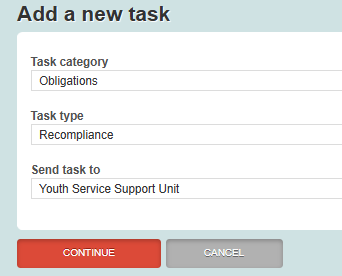 Add a new task
Task category
Obligations
Task type
Recompliance
Send task to
Youth Service Support Unit
CONTINUE
CANCEL